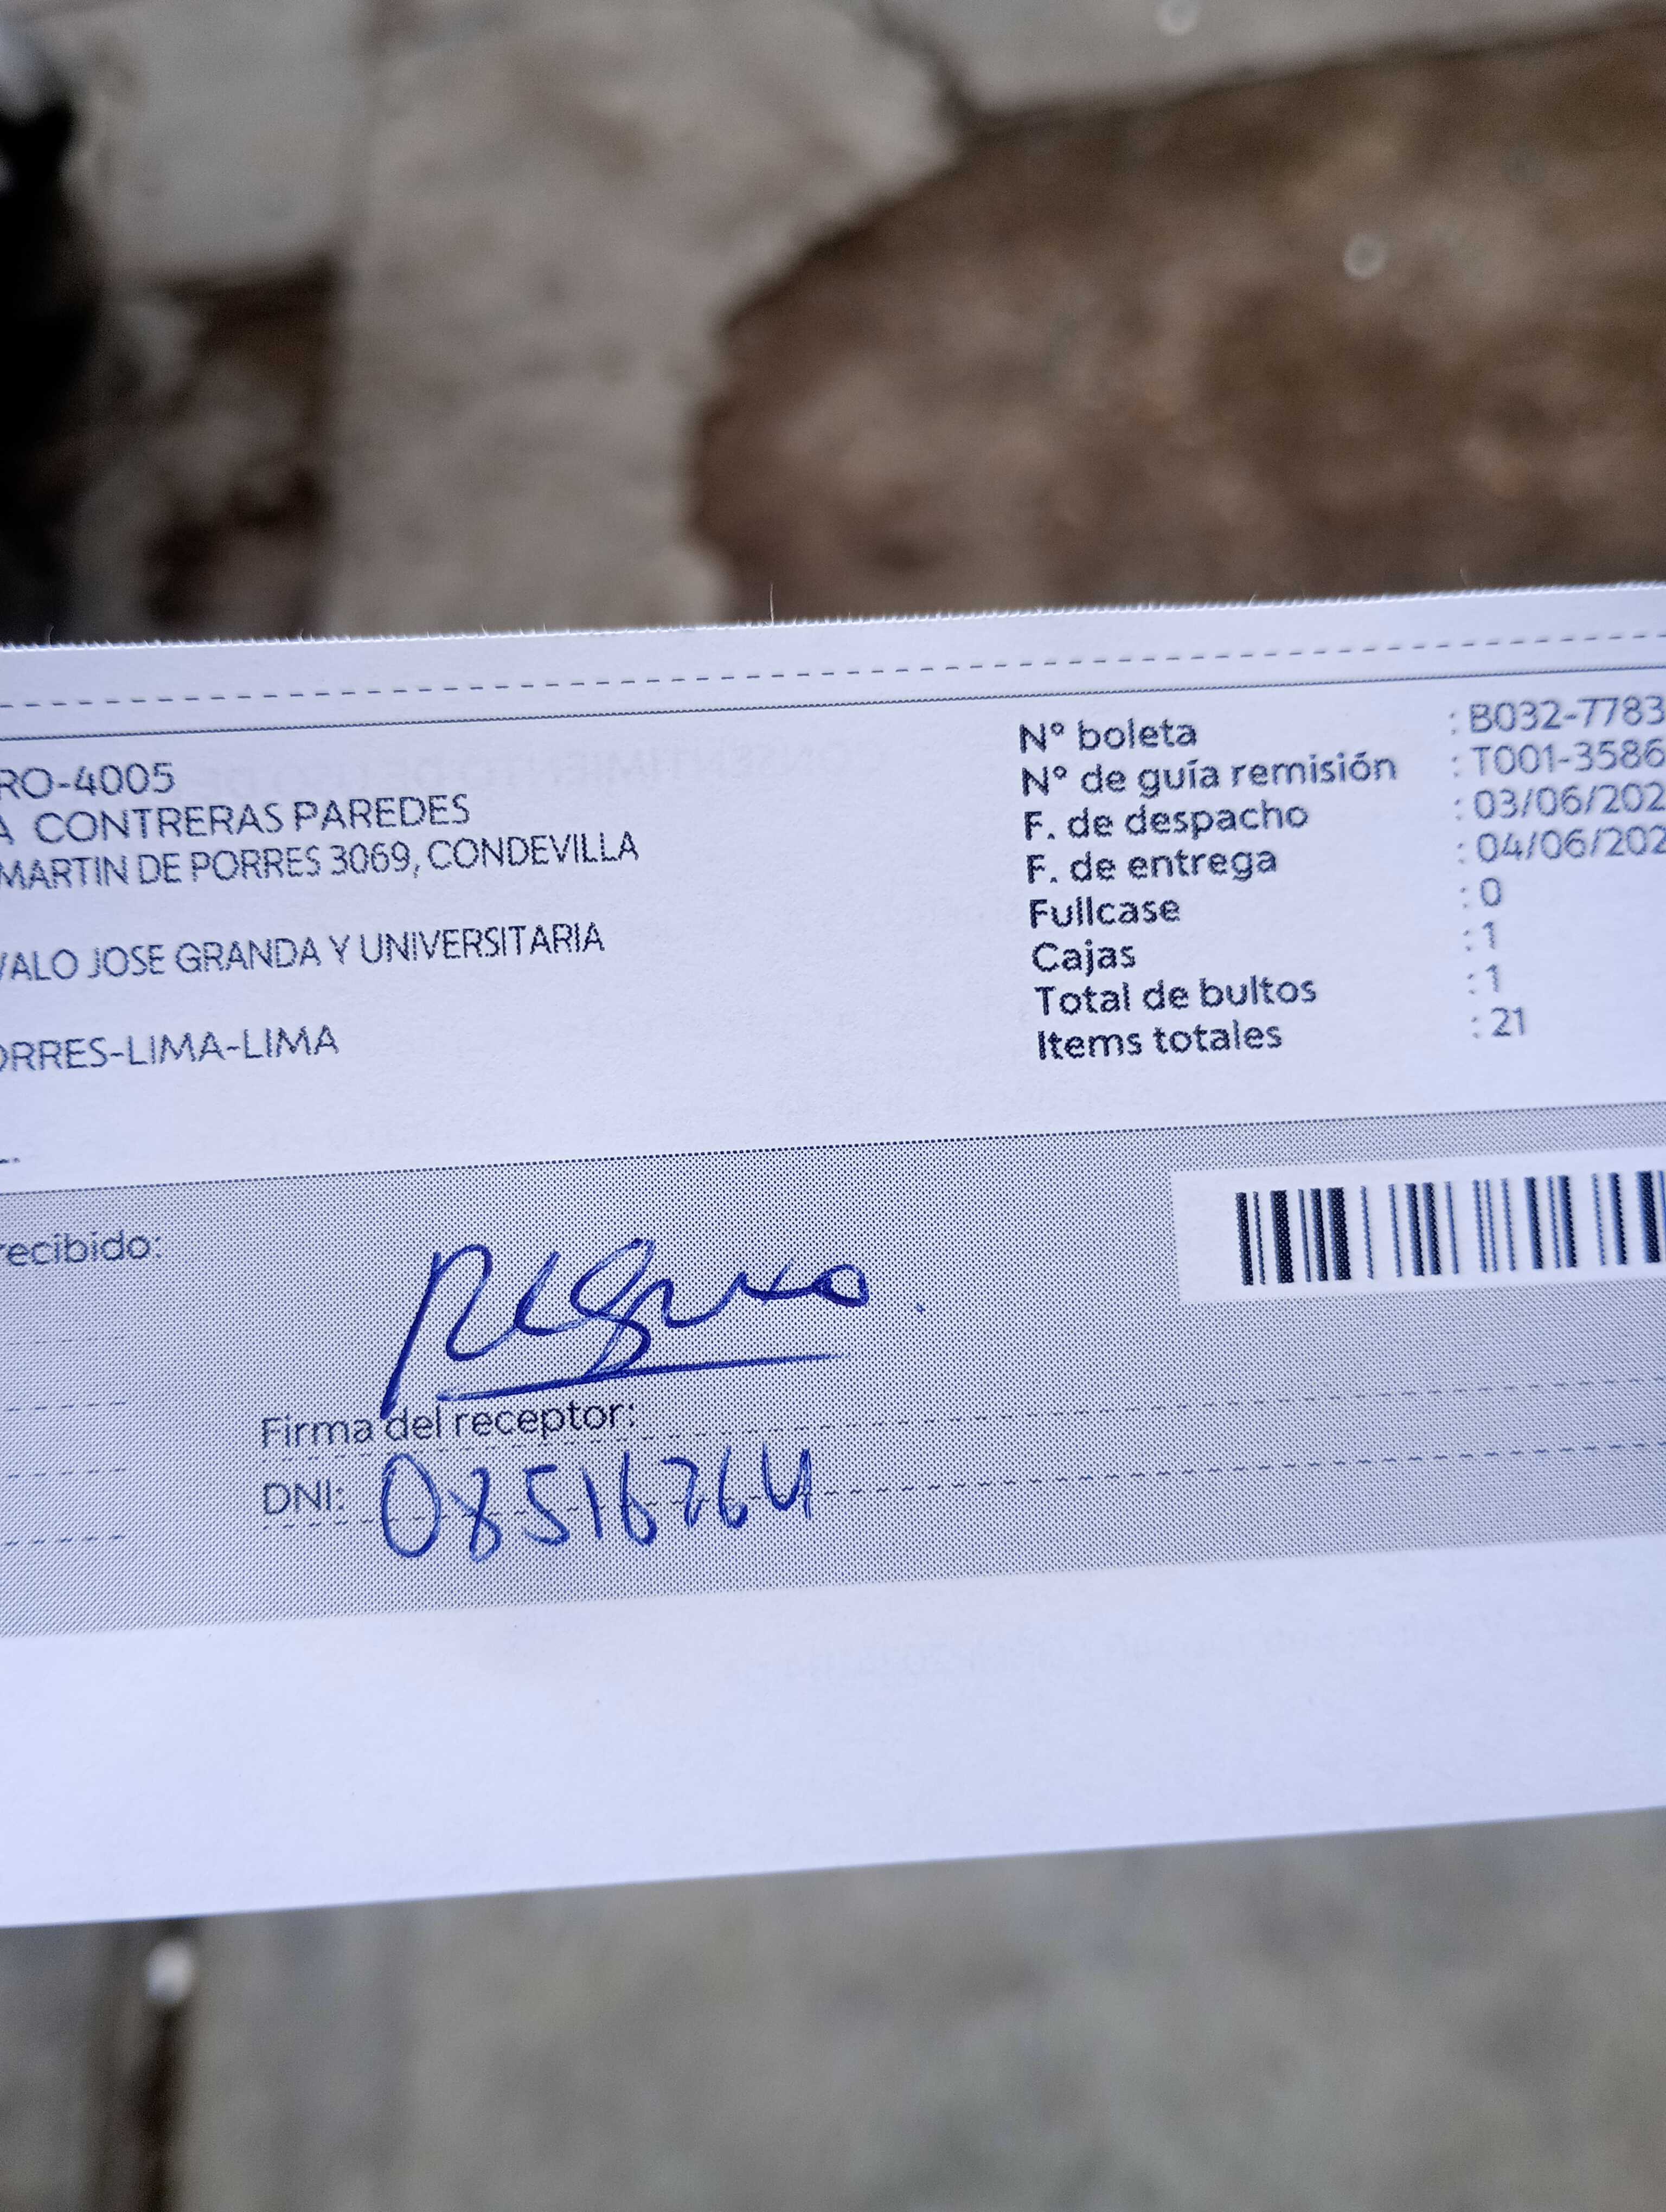 RO-4005
A CONTRERAS PAREDES
MARTIN DE PORRES 3069, CONDEVILLA
VALO JOSE GRANDA Y UNIVERSITARIA
ORRES-LIMA-LIMA
N° boleta : B032-7783
N° de guía remisión : T001-3586
F. de despacho : 03/06/202
F. de entrega : 04/06/202
Fullcase : 0
Cajas : 1
Total de bultos : 1
Items totales : 21
recibido:
Firma del receptor:
DNI: 08516264